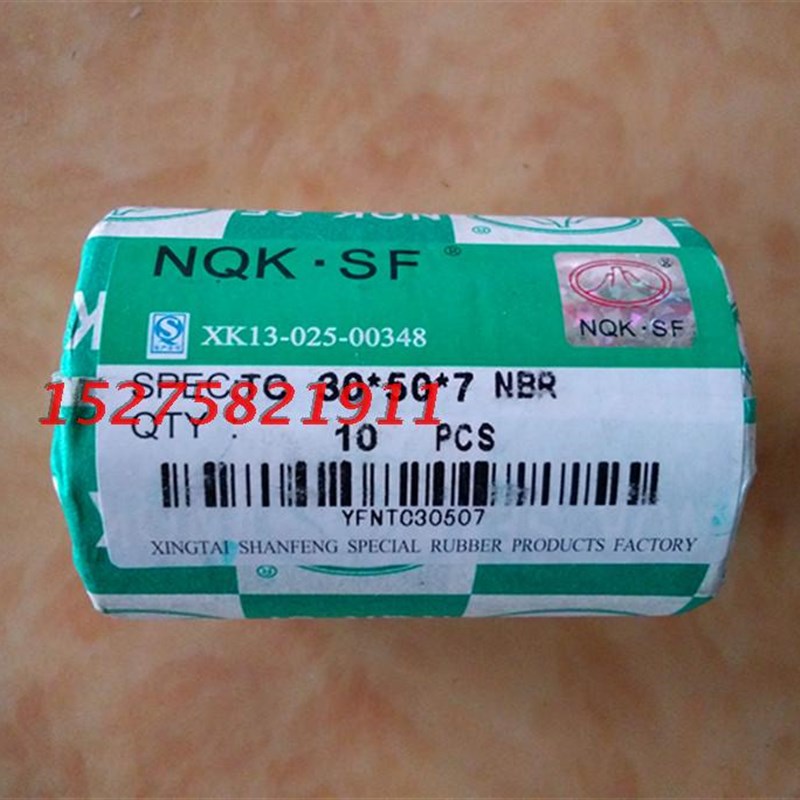 NQK·SF®
XK13-025-00348
NQK·SF
SPEC:TC 30*50*7 NBR
15275821911
QTY: 10 PCS
YFNTC30507
XINGTAI SHANFENG SPECIAL RUBBER PRODUCTS FACTORY